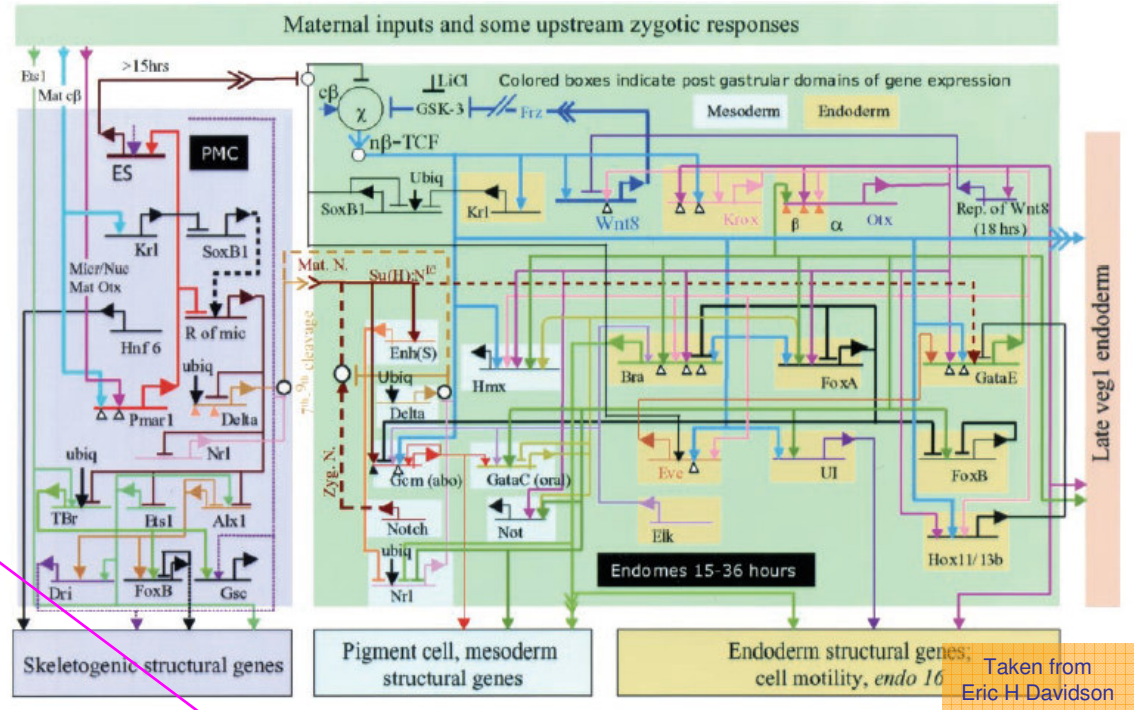 Maternal inputs and some upstream zygotic responses
Ets1
Mat cβ
>15hrs
Colored boxes indicate post gastrular domains of gene expression
LiCl
cβ
χ
GSK-3
Frz
Mesoderm
Endoderm
nβ-TCF
PMC
ES
Ubiq
SoxB1
Krl
Wnt8
Krox
β
α
Otx
Rep. of Wnt8
(18 hrs)
Krl
SoxB1
Micr/Nuc
Mat Otx
Mat. N.
Su(H):N
R of mic
Hnf 6
7th_9th cleavage
Enh(S)
Hmx
Bra
FoxA
GataE
ubiq
Ubiq
Delta
Pmar1
Delta
Nrl
Zyg. N.
Gcm (abo)
GataC (oral)
Eve
UI
FoxB
ubiq
TBr
Ets1
Alx1
Notch
Not
Elk
Hox11/13b
ubiq
Nrl
Endomes 15-36 hours
Dri
FoxB
Gsc
Late veg1 endoderm
Skeletogenic structural genes
Pigment cell, mesoderm
structural genes
Endoderm structural genes;
cell motility, endo 16
Taken from
Eric H Davidson